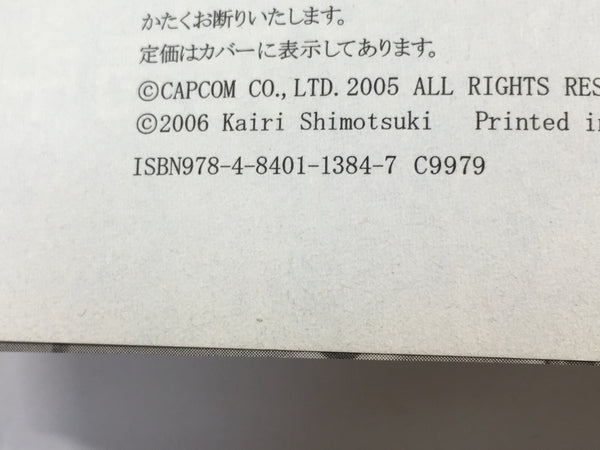 かたくお断りいたします。
定価はカバーに表示してあります。
©CAPCOM CO., LTD. 2005 ALL RIGHTS RES
©2006 Kairi Shimotsuki Printed in
ISBN978-4-8401-1384-7 C9979